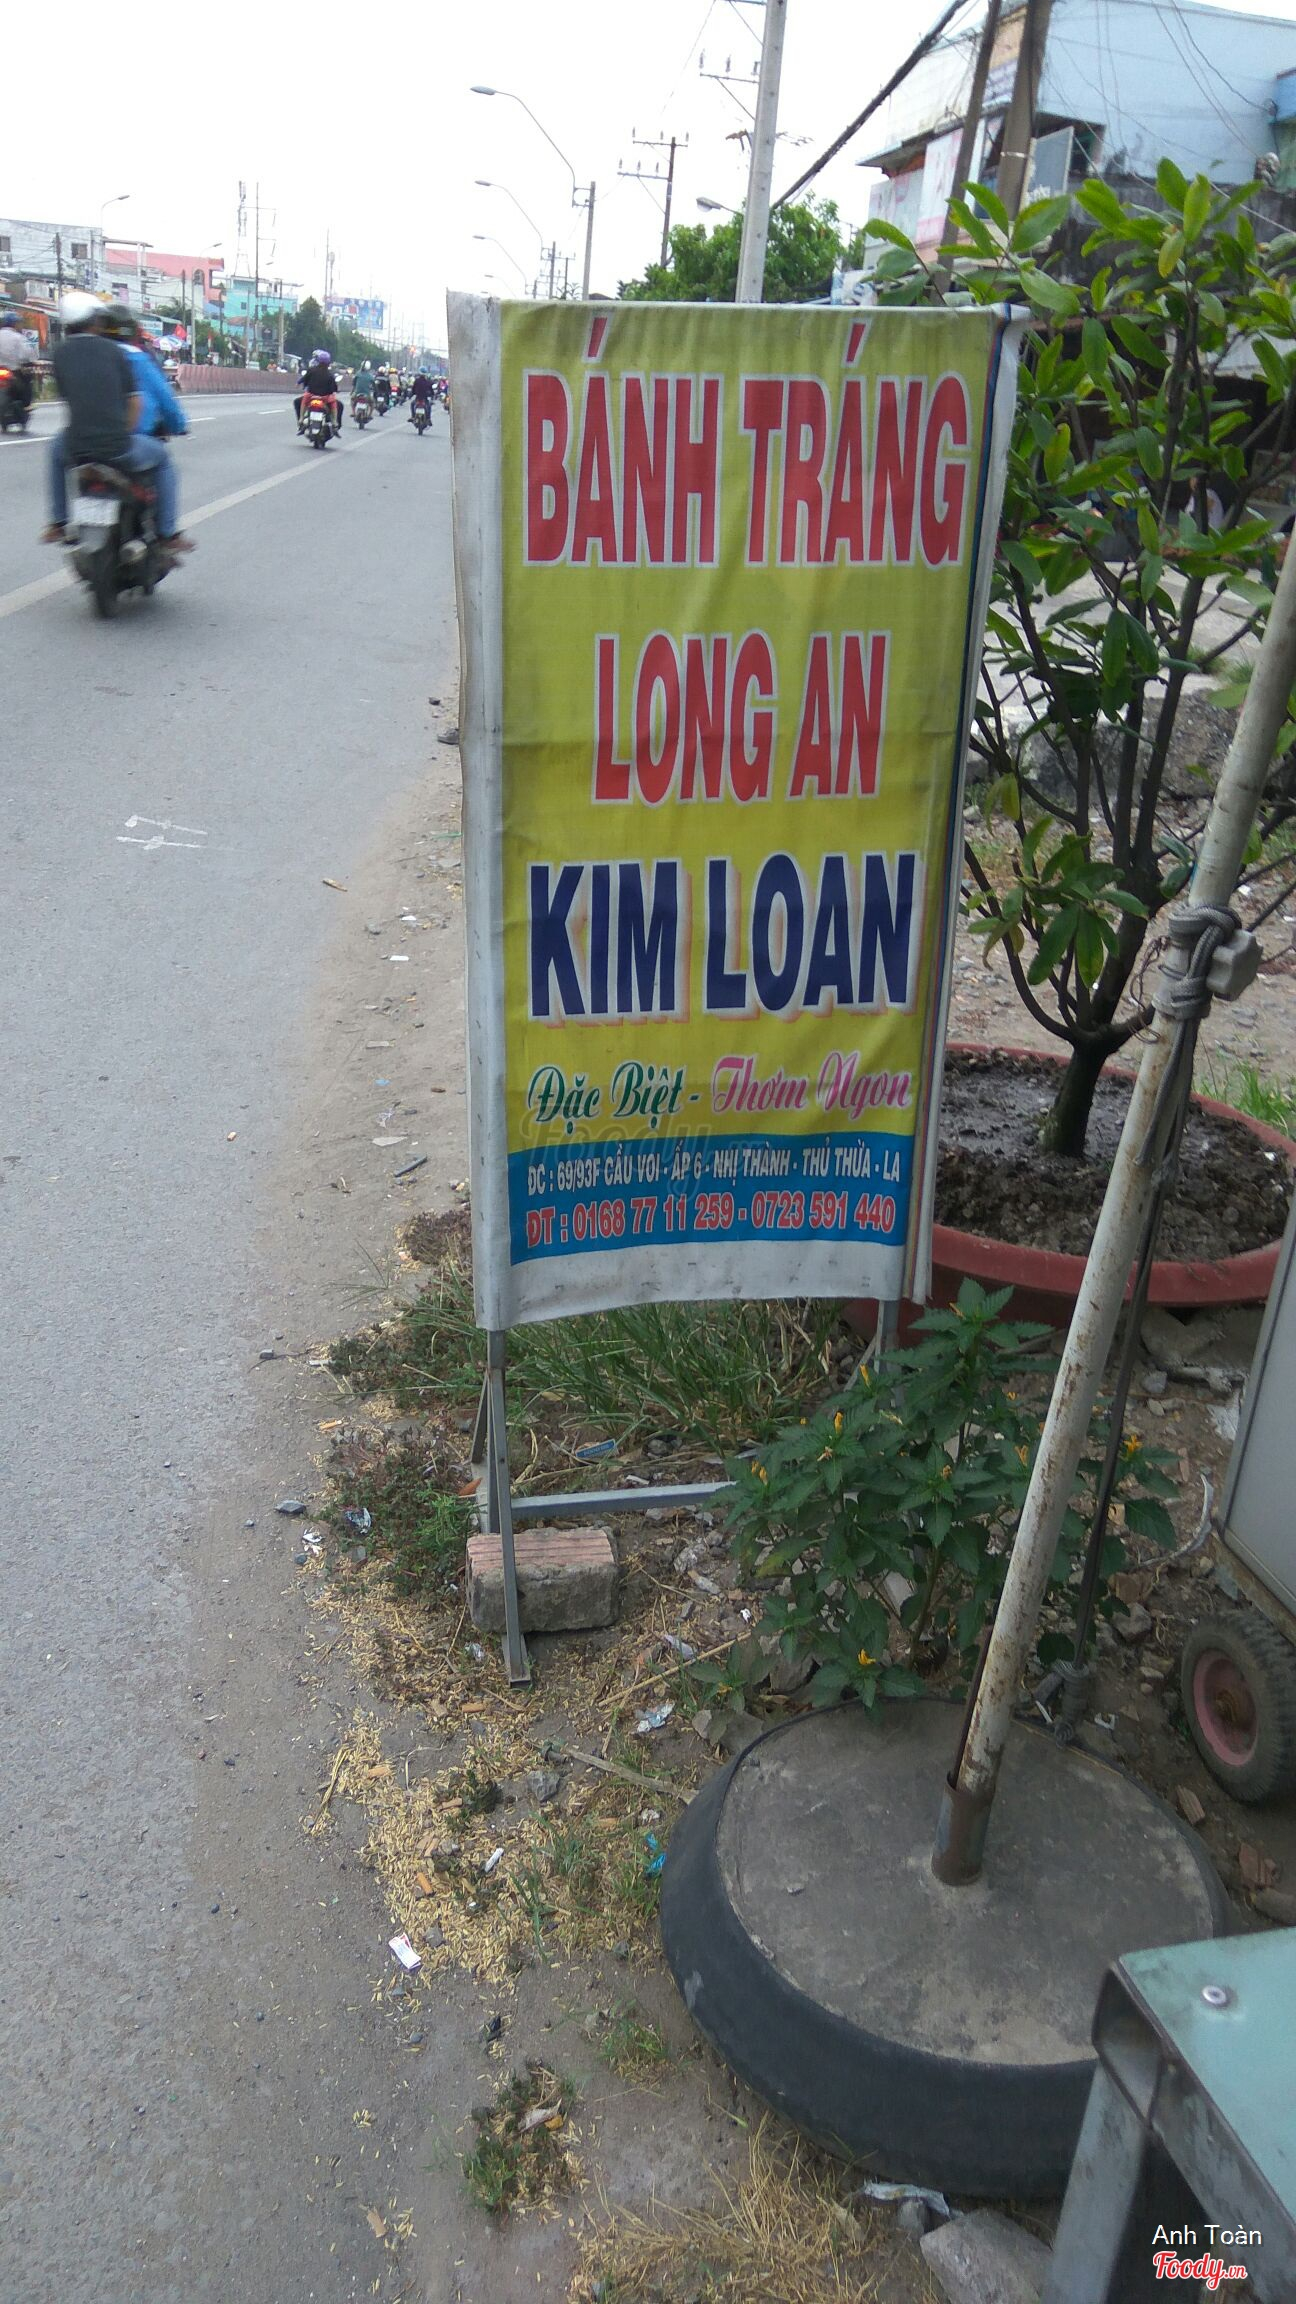 BÁNH TRÁNG
LONG AN
KIM LOAN
Đặc Biệt - Thơm Ngon
ĐC : 69/93F CẦU VOI - ẤP 6 - NHỊ THÀNH - THỦ THỪA - LA
ĐT : 0168 77 11 259 - 0723 591 440
Foody
Anh Toàn
Foody.vn